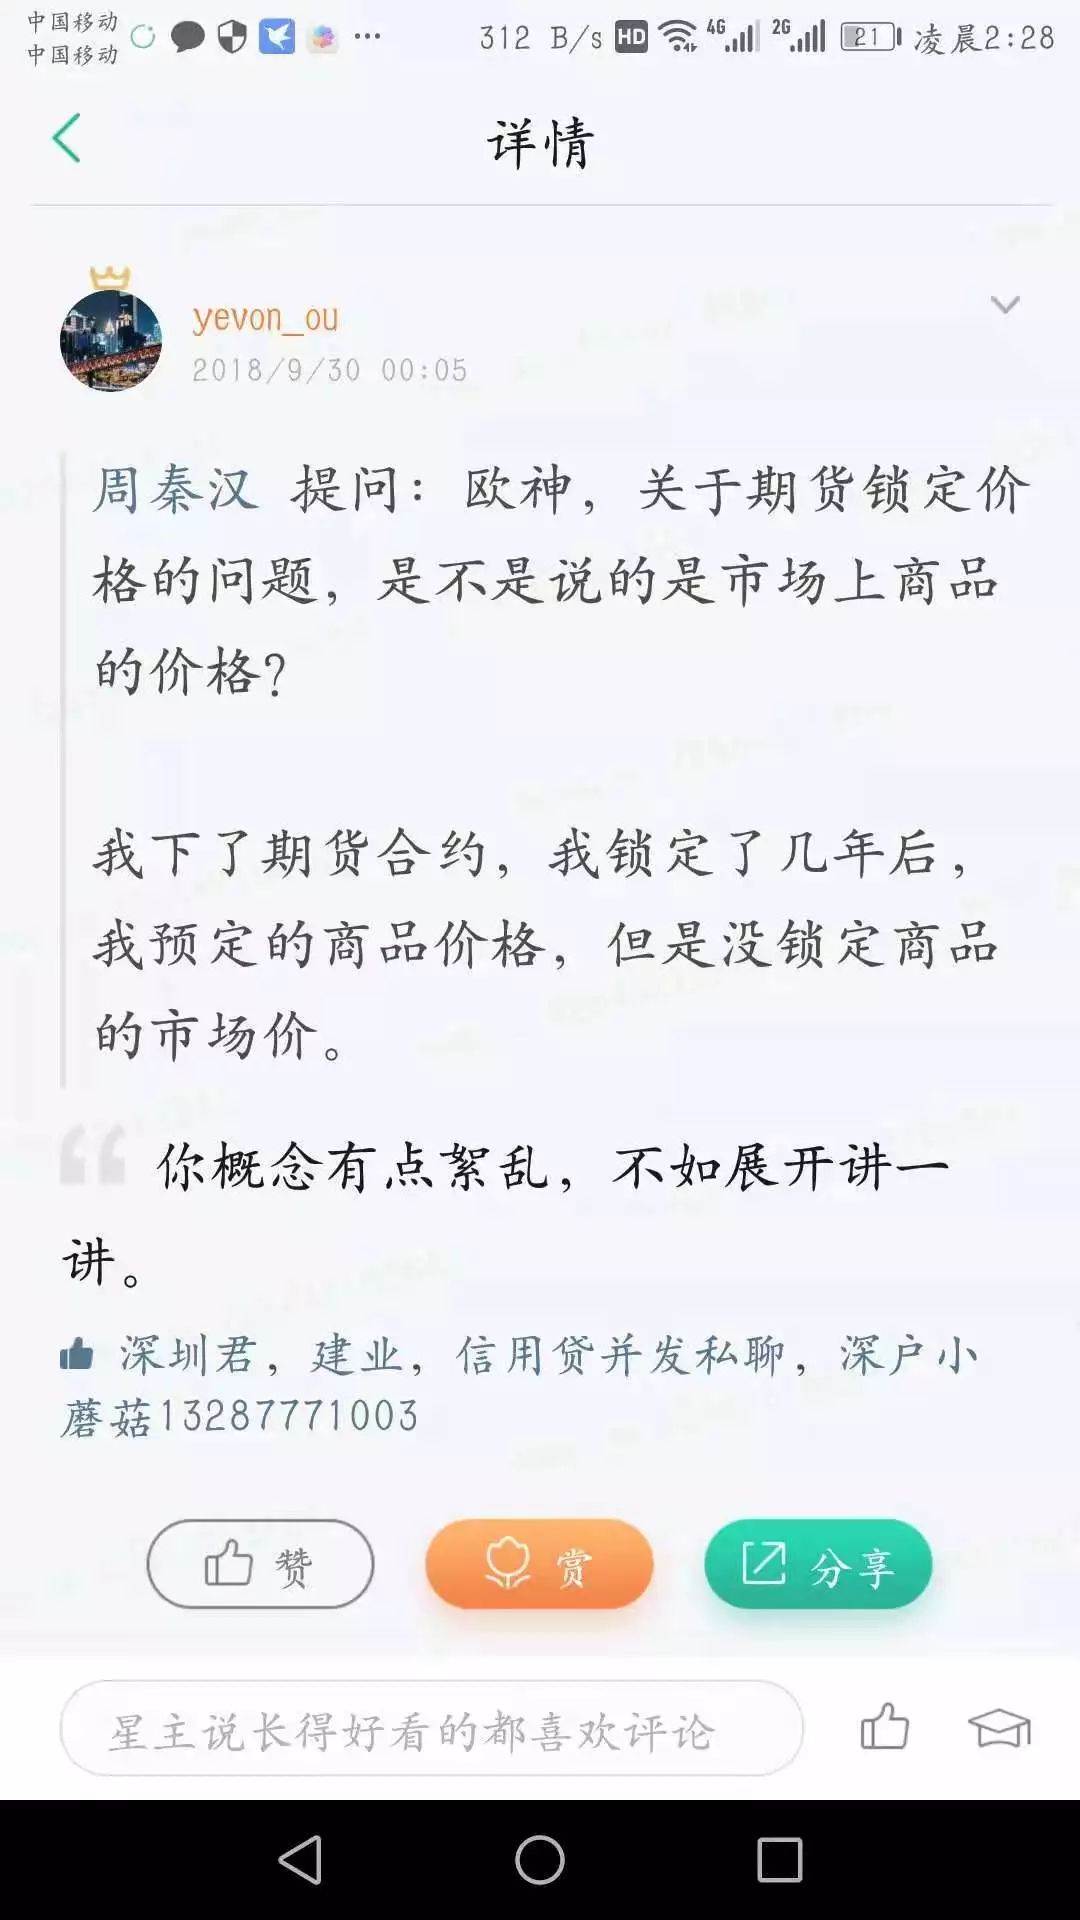 中国移动
中国移动
312 B/s HD 4G 2G 21 凌晨2:28
详情
yevon_ou
2018/9/30 00:05
周秦汉 提问：欧神，关于期货锁定价
格的问题，是不是说的是市场上商品
的价格？
我下了期货合约，我锁定了几年后，
我预定的商品价格，但是没锁定商品
的市场价。
你概念有点絮乱，不如展开讲一
讲。
深圳君，建业，信用贷并发私聊，深户小
蘑菇13287771003
赞 赏 分享
星主说长得好看的都喜欢评论